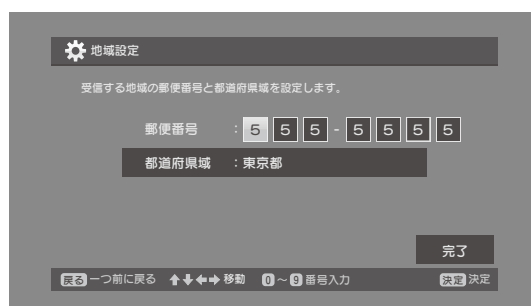 地域設定
受信する地域の郵便番号と都道府県域を設定します。
郵便番号 : 5 5 5 - 5 5 5 5
都道府県域 : 東京都
完了
戻る 一つ前に戻る ↑↓←→ 移動 0～9 番号入力 決定 決定